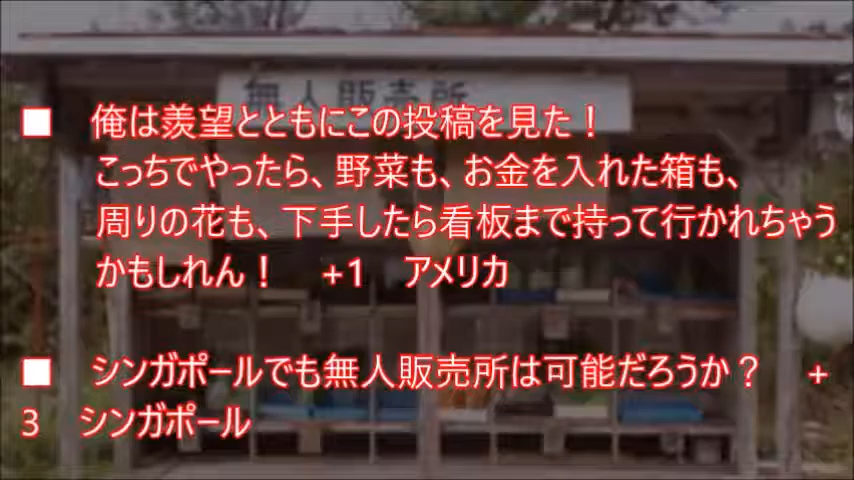 無人販売所
■ 俺は羨望とともにこの投稿を見た！
こっちでやったら、野菜も、お金を入れた箱も、
周りの花も、下手したら看板まで持って行かれちゃう
かもしれん！ +1 アメリカ
■ シンガポールでも無人販売所は可能だろうか？ +
3 シンガポール